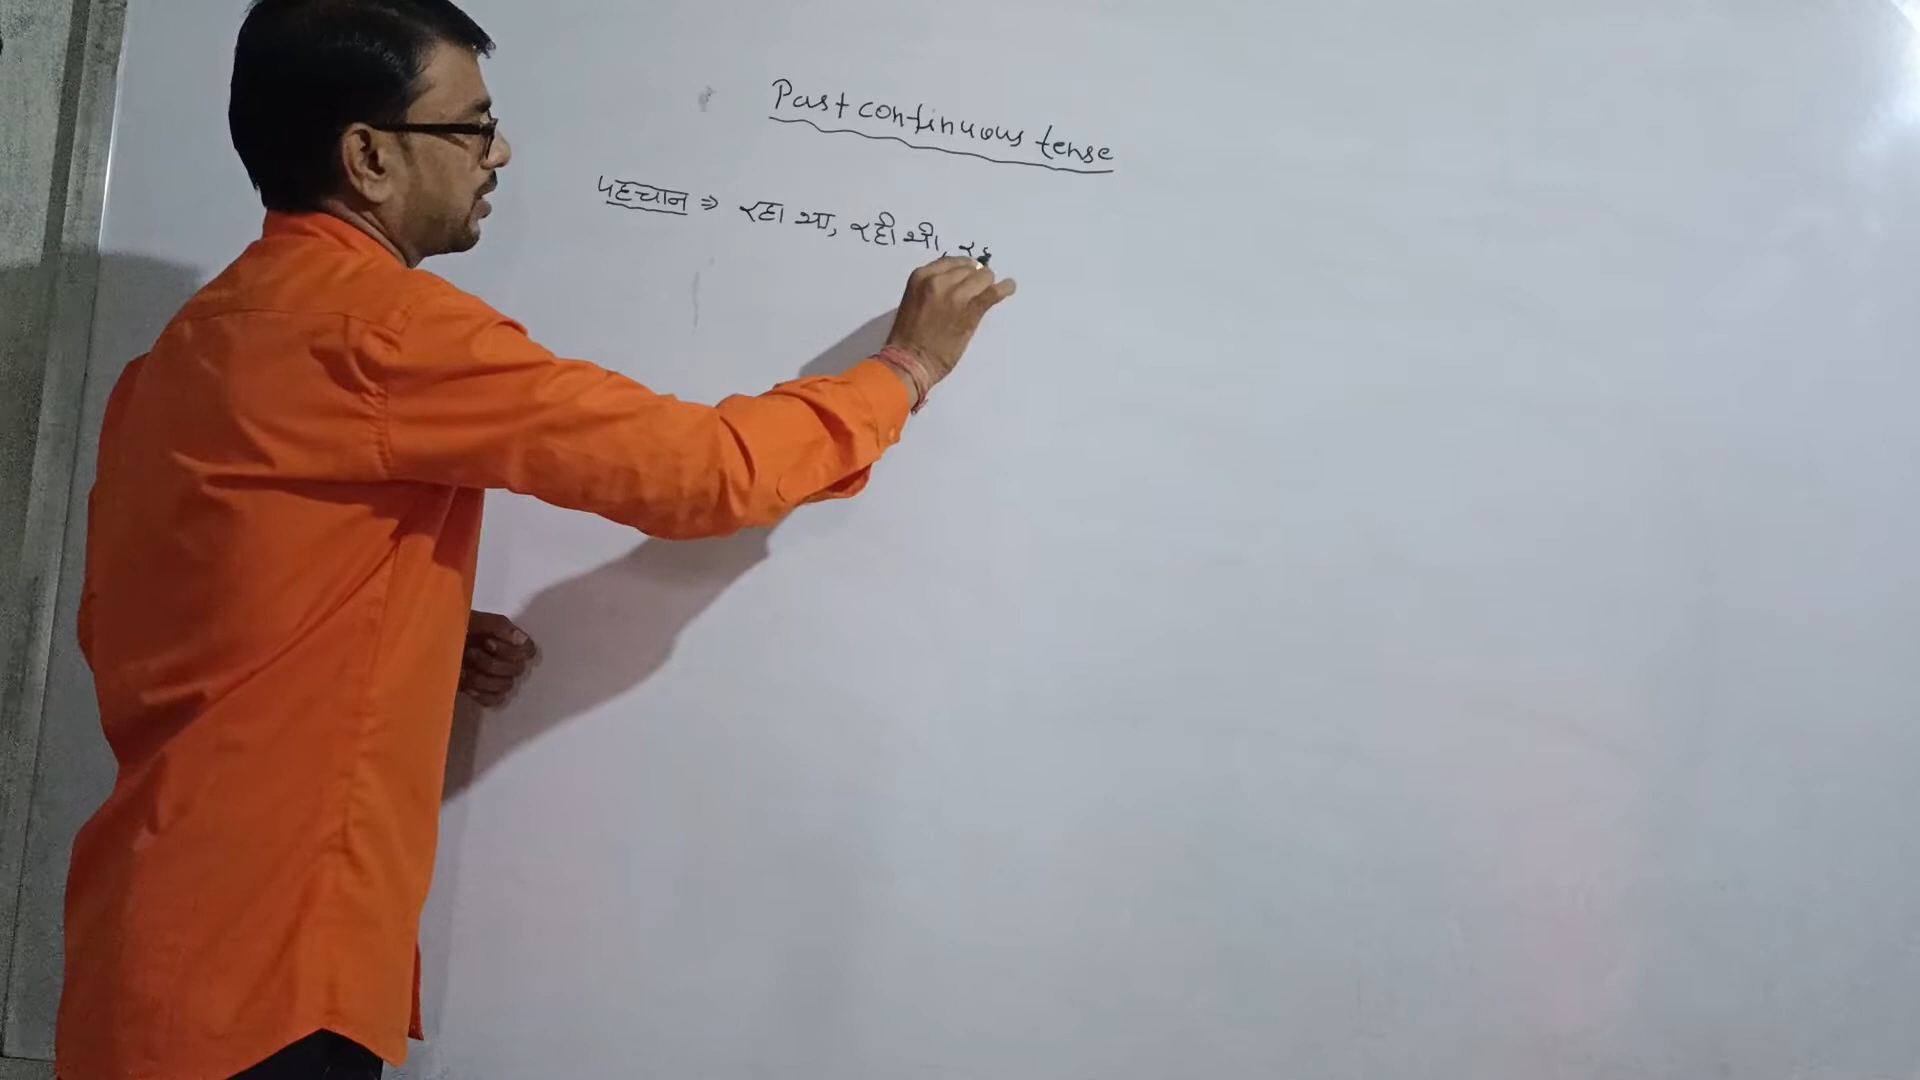 Past continuous tense
पहचान ⇒ रहा था, रही थी,